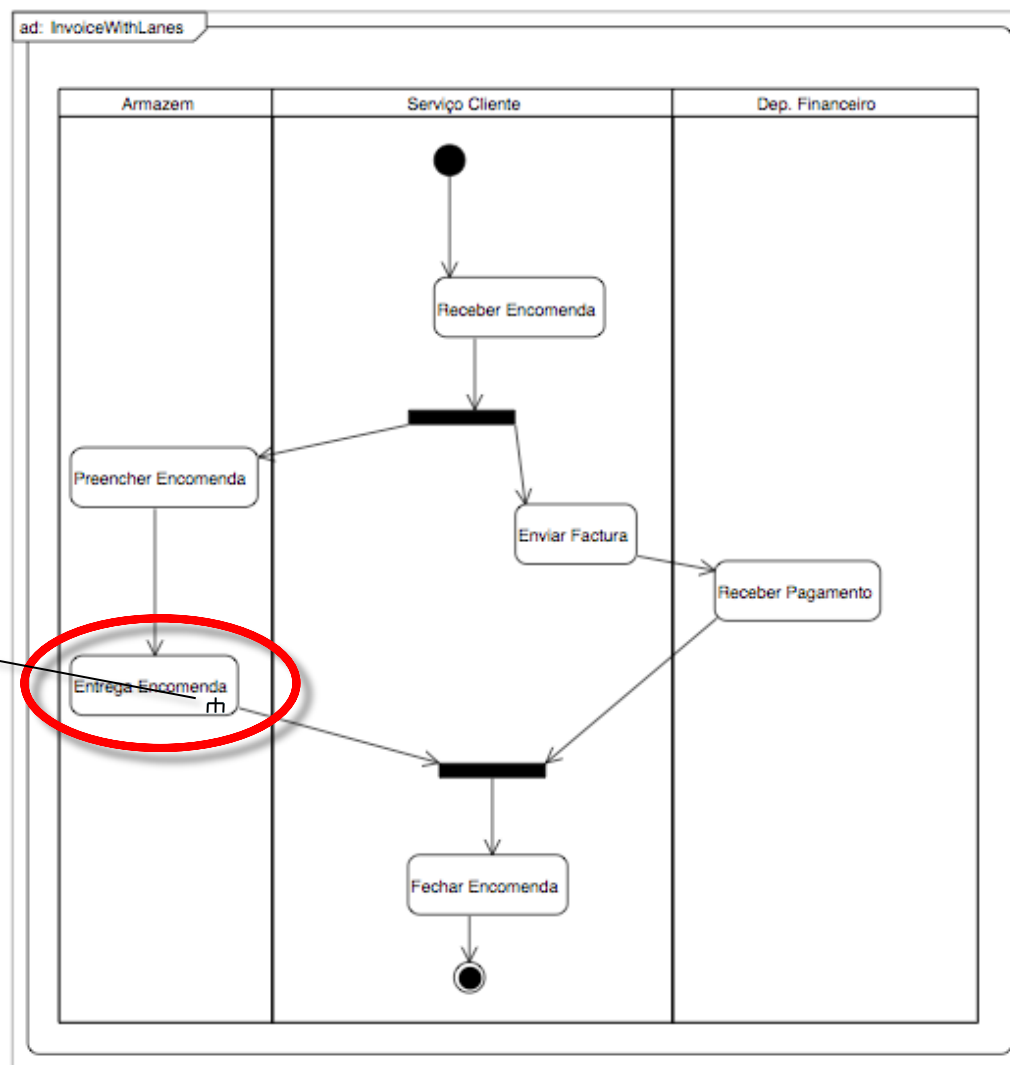 ad: InvoiceWithLanes
Armazem
Serviço Cliente
Dep. Financeiro
Receber Encomenda
Preencher Encomenda
Enviar Factura
Receber Pagamento
Entrega Encomenda
Fechar Encomenda